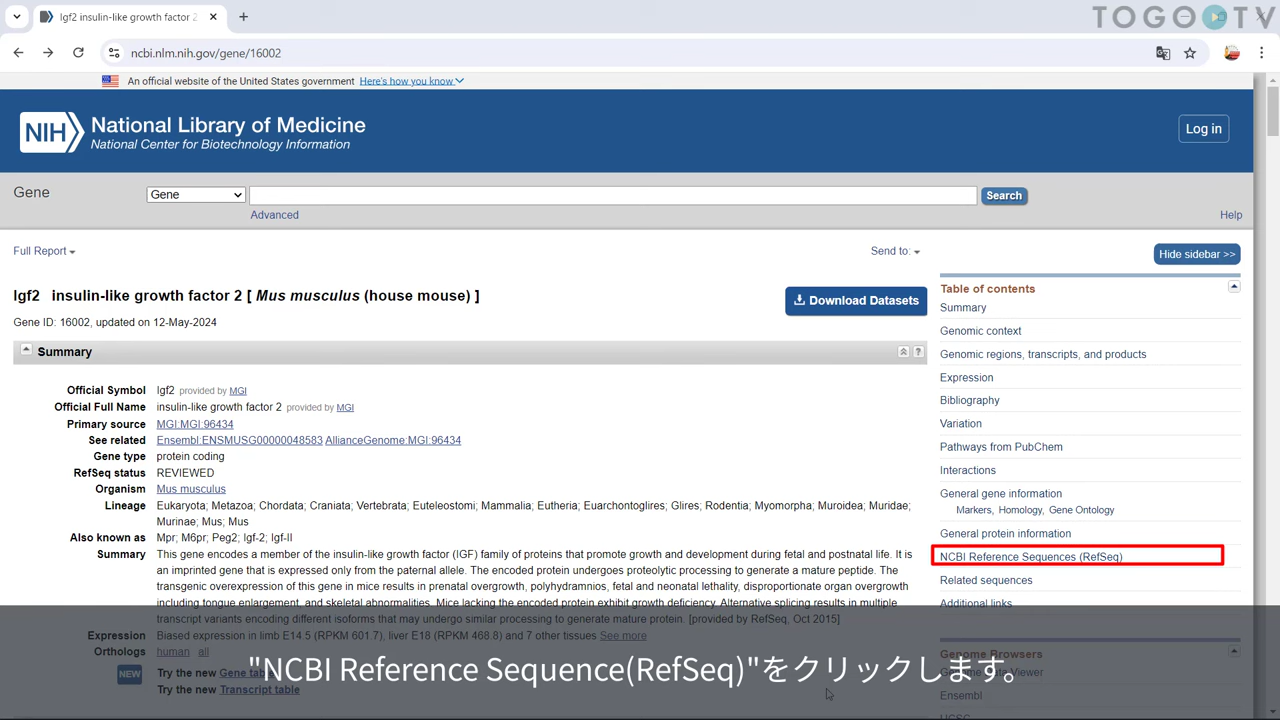 Igf2 insulin-like growth factor 2
TOGO TV
ncbi.nlm.nih.gov/gene/16002
An official website of the United States government Here's how you know
NIH National Library of Medicine
National Center for Biotechnology Information
Log in
Gene
Gene
Search
Advanced
Help
Full Report
Send to:
Hide sidebar >>
Igf2 insulin-like growth factor 2 [ Mus musculus (house mouse) ]
Download Datasets
Gene ID: 16002, updated on 12-May-2024
Summary
?
Official Symbol Igf2 provided by MGI
Official Full Name insulin-like growth factor 2 provided by MGI
Primary source MGI:MGI:96434
See related Ensembl:ENSMUSG00000048583 AllianceGenome:MGI:96434
Gene type protein coding
RefSeq status REVIEWED
Organism Mus musculus
Lineage Eukaryota; Metazoa; Chordata; Craniata; Vertebrata; Euteleostomi; Mammalia; Eutheria; Euarchontoglires; Glires; Rodentia; Myomorpha; Muroidea; Muridae;
Murinae; Mus; Mus
Also known as Mpr; M6pr; Peg2; Igf-2; Igf-II
Summary This gene encodes a member of the insulin-like growth factor (IGF) family of proteins that promote growth and development during fetal and postnatal life. It is
an imprinted gene that is expressed only from the paternal allele. The encoded protein undergoes proteolytic processing to generate a mature peptide. The
transgenic overexpression of this gene in mice results in prenatal overgrowth, polyhydramnios, fetal and neonatal lethality, disproportionate organ overgrowth
including tongue enlargement, and skeletal abnormalities. Mice lacking the encoded protein exhibit growth deficiency. Alternative splicing results in multiple
transcript variants encoding different isoforms that may undergo similar processing to generate mature protein. [provided by RefSeq, Oct 2015]
Expression Biased expression in limb E14.5 (RPKM 601.7), liver E18 (RPKM 468.8) and 7 other tissues See more
Orthologs human all
NEW Try the new Gene table
Try the new Transcript table
Table of contents
Summary
Genomic context
Genomic regions, transcripts, and products
Expression
Bibliography
Variation
Pathways from PubChem
Interactions
General gene information
Markers, Homology, Gene Ontology
General protein information
NCBI Reference Sequences (RefSeq)
Related sequences
Additional links
Genome Browsers
Genome Data Viewer
Ensembl
UCSC
"NCBI Reference Sequence(RefSeq)"をクリックします。